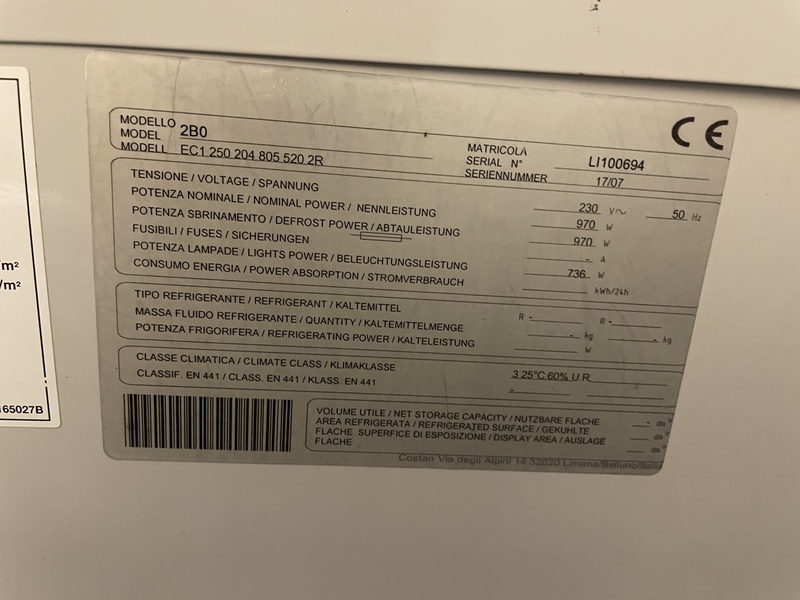 MODELLO
MODEL 2B0
MODELL EC1 250 204 805 520 2R
MATRICOLA
SERIAL N° LI100694
SERIENNUMMER 17/07
CE
TENSIONE / VOLTAGE / SPANNUNG 230 V~ 50 Hz
POTENZA NOMINALE / NOMINAL POWER / NENNLEISTUNG 970 W
POTENZA SBRINAMENTO / DEFROST POWER / ABTAULEISTUNG 970 W
FUSIBILI / FUSES / SICHERUNGEN - A
POTENZA LAMPADE / LIGHTS POWER / BELEUCHTUNGSLEISTUNG 736 W
CONSUMO ENERGIA / POWER ABSORPTION / STROMVERBRAUCH kWh/24h
TIPO REFRIGERANTE / REFRIGERANT / KALTEMITTEL R - R -
MASSA FLUIDO REFRIGERANTE / QUANTITY / KALTEMITTELMENGE - kg - kg
POTENZA FRIGORIFERA / REFRIGERATING POWER / KALTELEISTUNG W
CLASSE CLIMATICA / CLIMATE CLASS / KLIMAKLASSE 3 25°C 60% U.R.
CLASSIF. EN 441 / CLASS. EN 441 / KLASS. EN 441 -
VOLUME UTILE / NET STORAGE CAPACITY / NUTZBARE FLACHE - dm³
AREA REFRIGERATA / REFRIGERATED SURFACE / GEKUHLTE - dm²
FLACHE SUPERFICE DI ESPOSIZIONE / DISPLAY AREA / AUSLAGE - dm²
FLACHE
Costan Via degli Alpini 14 32020 Limana/Belluno/Italia
/m²
/m²
165027B